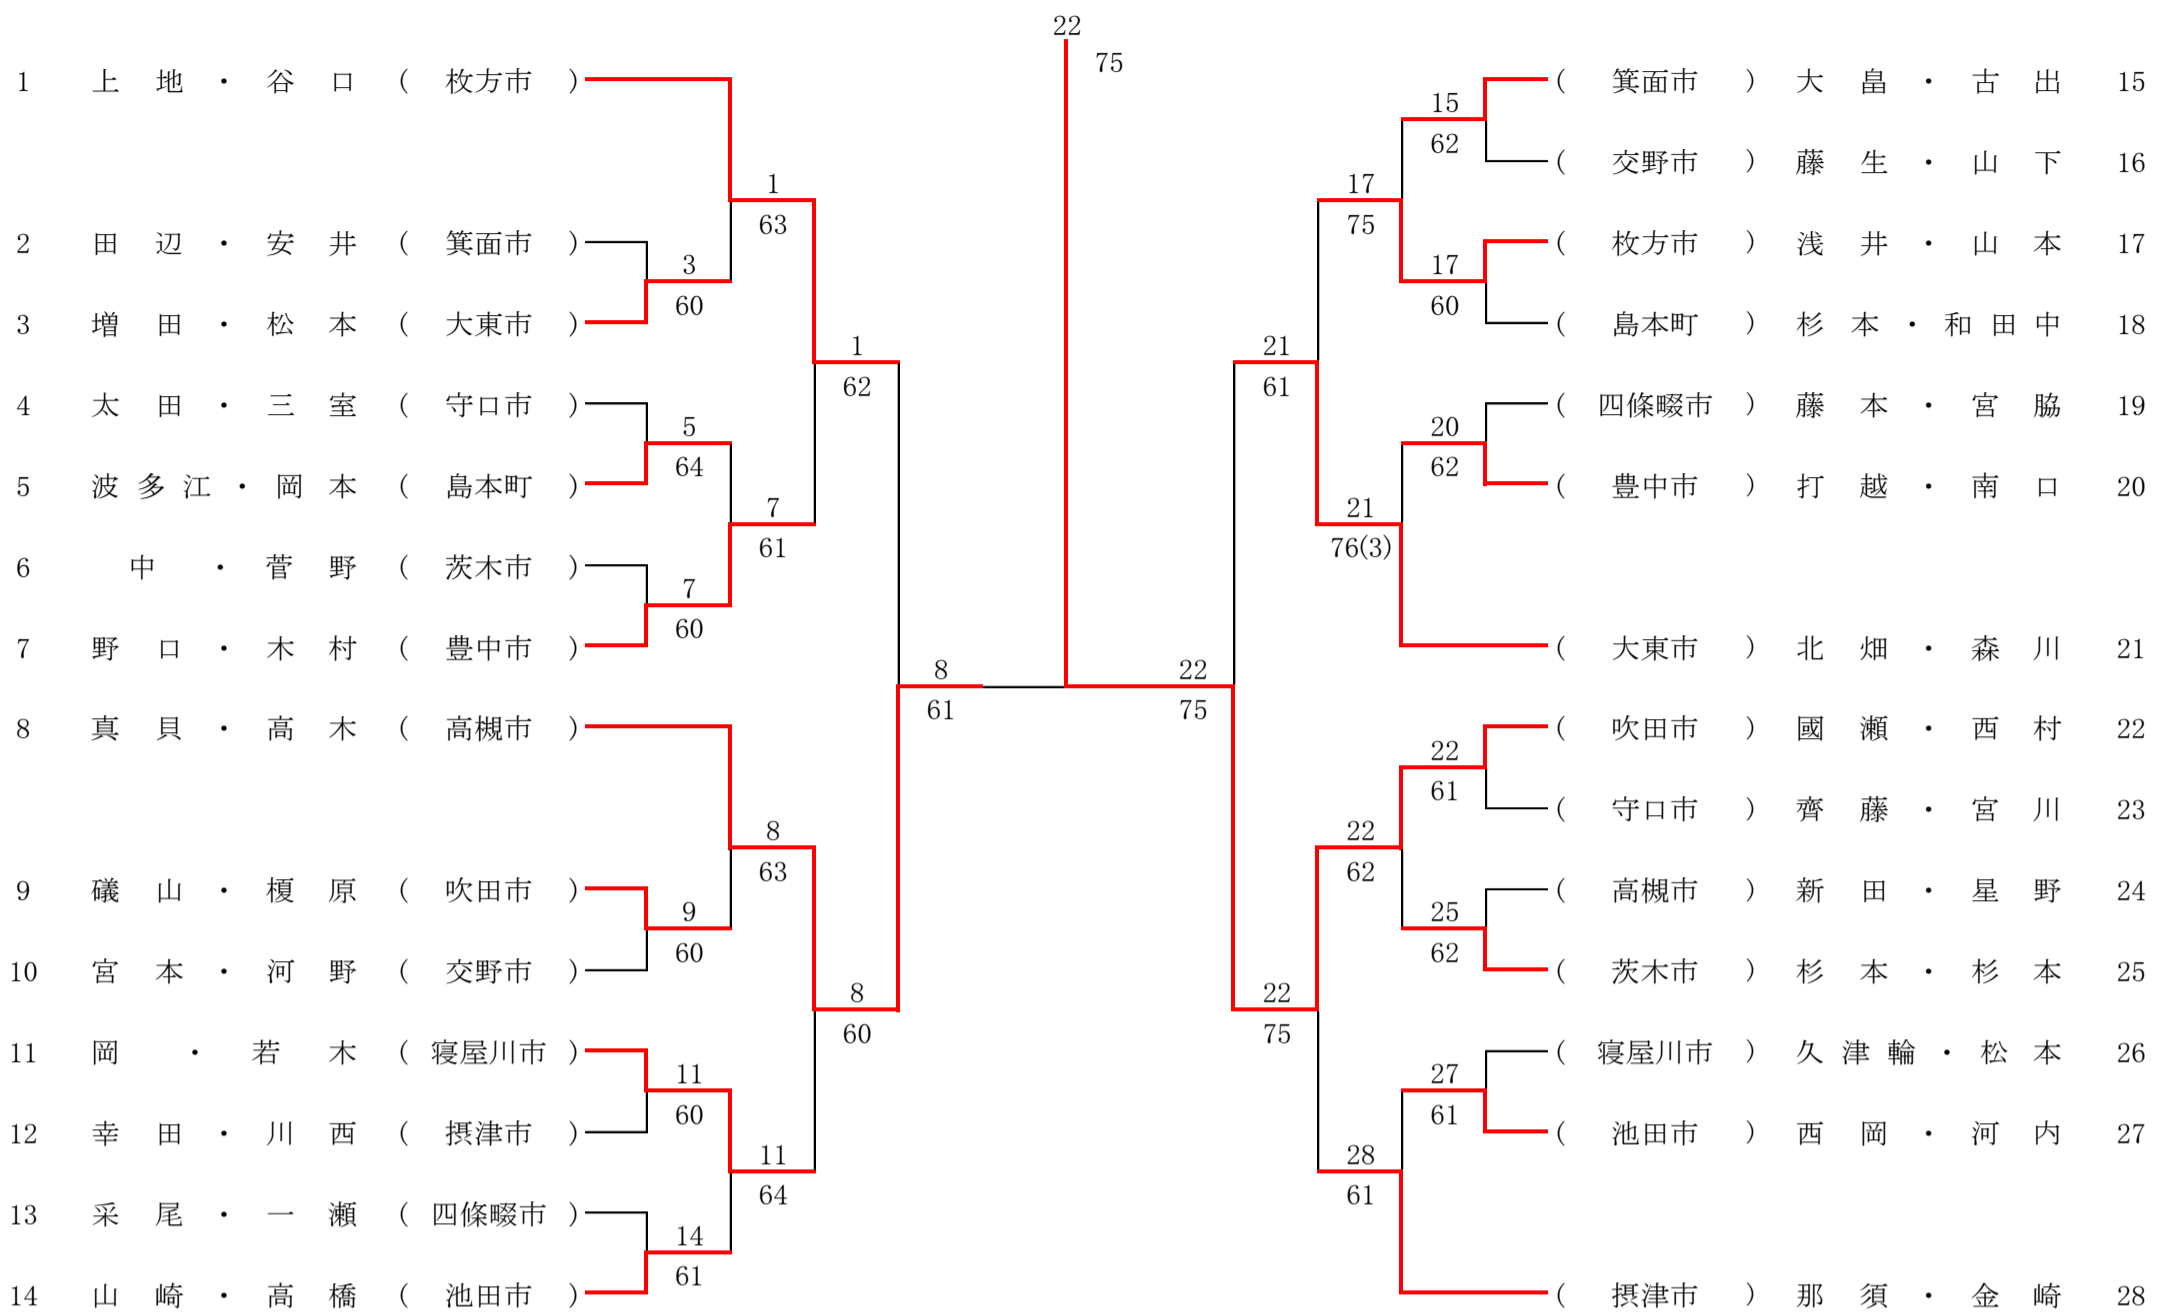 22
75
1 上地・谷口 ( 枚方市 )
( 箕面市 ) 大畠・古出 15
15
62
( 交野市 ) 藤生・山下 16
1
63
17
75
2 田辺・安井 ( 箕面市 )
( 枚方市 ) 浅井・山本 17
3
60
17
60
3 増田・松本 ( 大東市 )
( 島本町 ) 杉本・和田中 18
1
62
21
61
4 太田・三室 ( 守口市 )
( 四條畷市 ) 藤本・宮脇 19
5
64
20
62
5 波多江・岡本 ( 島本町 )
( 豊中市 ) 打越・南口 20
7
61
21
76(3)
6 中・菅野 ( 茨木市 )
7
60
7 野口・木村 ( 豊中市 )
( 大東市 ) 北畑・森川 21
8
61
22
75
8 真貝・高木 ( 高槻市 )
( 吹田市 ) 國瀬・西村 22
22
61
( 守口市 ) 齊藤・宮川 23
8
63
22
62
9 礒山・榎原 ( 吹田市 )
( 高槻市 ) 新田・星野 24
9
60
25
62
10 宮本・河野 ( 交野市 )
( 茨木市 ) 杉本・杉本 25
8
60
22
75
11 岡・若木 ( 寝屋川市 )
( 寝屋川市 ) 久津輪・松本 26
11
60
27
61
12 幸田・川西 ( 摂津市 )
( 池田市 ) 西岡・河内 27
11
64
28
61
13 采尾・一瀬 ( 四條畷市 )
14
61
14 山崎・高橋 ( 池田市 )
( 摂津市 ) 那須・金崎 28